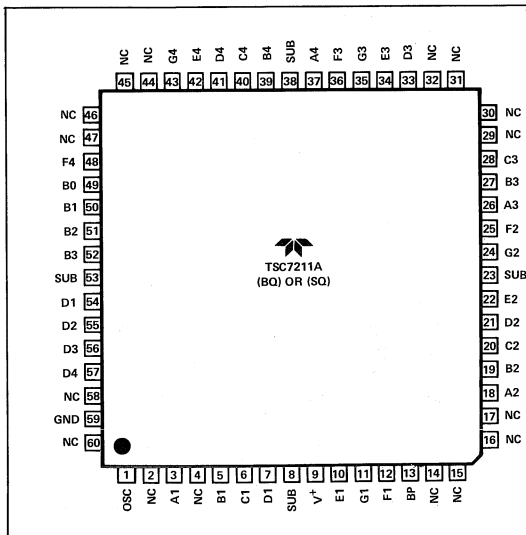 NC NC G4 E4 D4 C4 B4 SUB A4 F3 G3 E3 D3 NC NC
45 44 43 42 41 40 39 38 37 36 35 34 33 32 31
NC 46
NC 47
F4 48
B0 49
B1 50
B2 51
B3 52
SUB 53
D1 54
D2 55
D3 56
D4 57
NC 58
GND 59
NC 60
TSC7211A
(BQ) OR (SQ)
30 NC
29 NC
28 C3
27 B3
26 A3
25 F2
24 G2
23 SUB
22 E2
21 D2
20 C2
19 B2
18 A2
17 NC
16 NC
1 2 3 4 5 6 7 8 9 10 11 12 13 14 15
OSC NC A1 NC B1 C1 D1 SUB V+ E1 G1 F1 BP NC NC